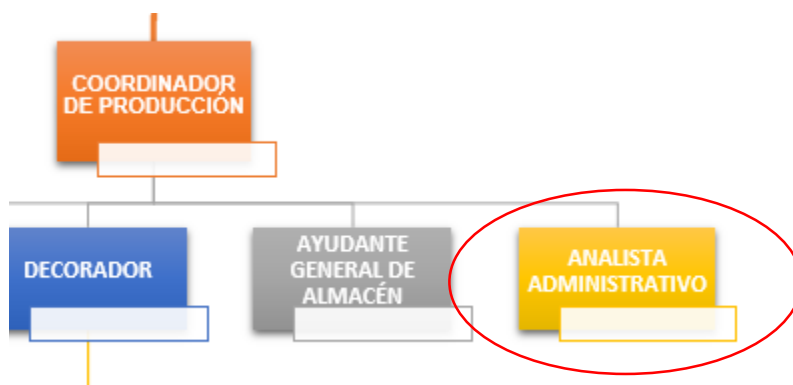 COORDINADOR
DE PRODUCCIÓN
DECORADOR
AYUDANTE
GENERAL DE
ALMACÉN
ANALISTA
ADMINISTRATIVO